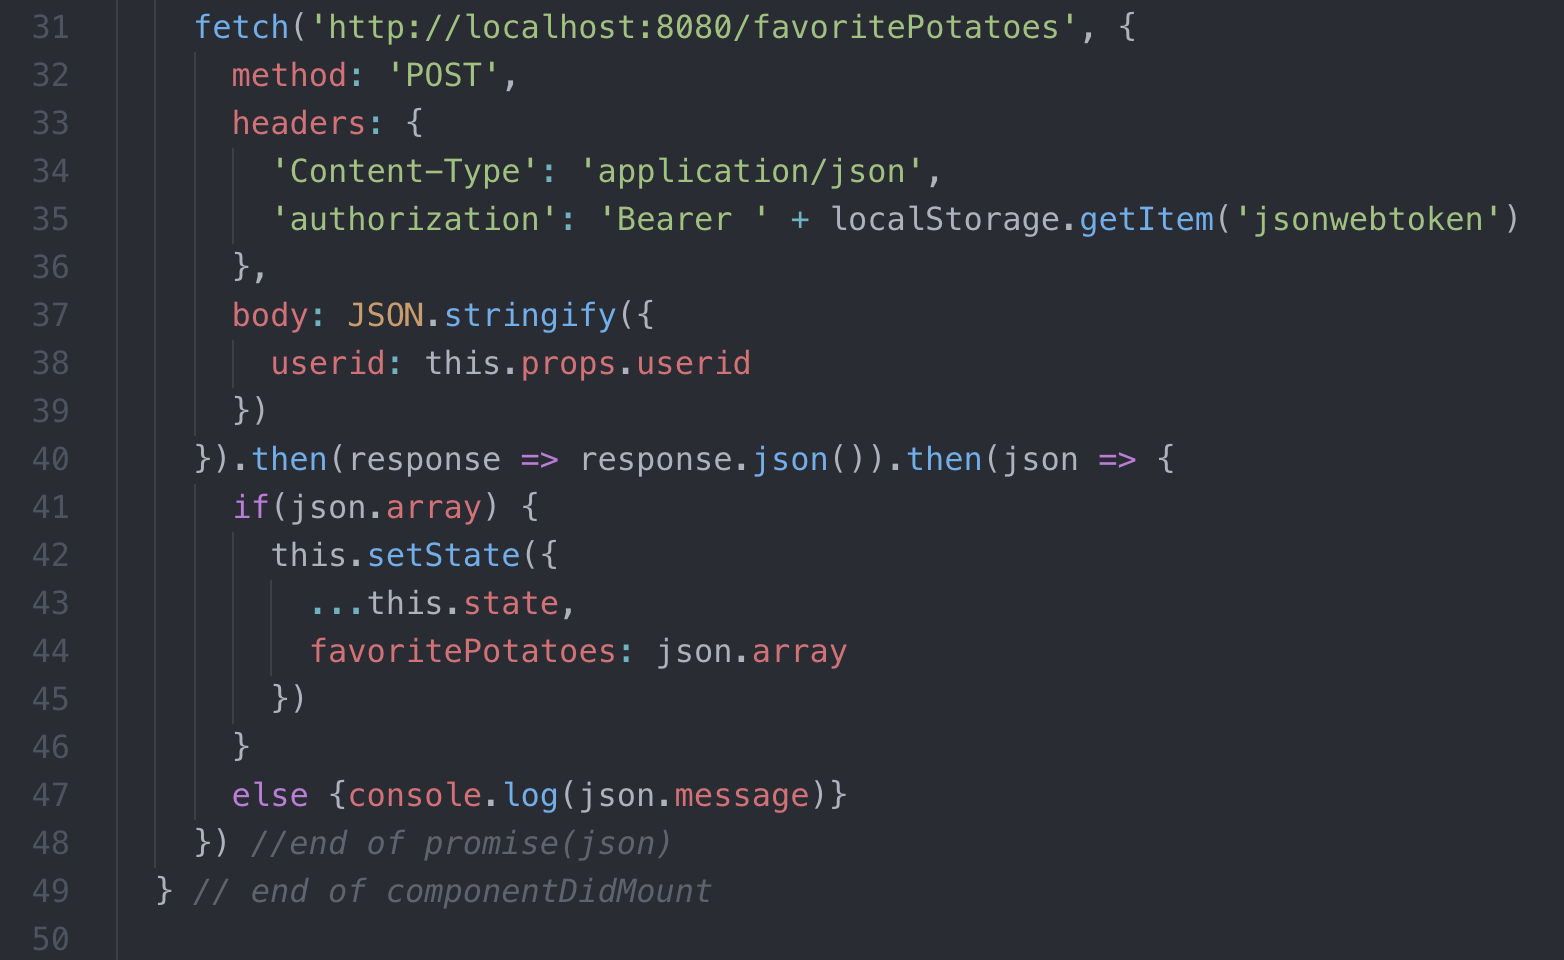 31 fetch('http://localhost:8080/favoritePotatoes', {
32 method: 'POST',
33 headers: {
34 'Content-Type': 'application/json',
35 'authorization': 'Bearer ' + localStorage.getItem('jsonwebtoken')
36 },
37 body: JSON.stringify({
38 userid: this.props.userid
39 })
40 }).then(response => response.json()).then(json => {
41 if(json.array) {
42 this.setState({
43 ...this.state,
44 favoritePotatoes: json.array
45 })
46 }
47 else {console.log(json.message)}
48 }) //end of promise(json)
49 } // end of componentDidMount
50